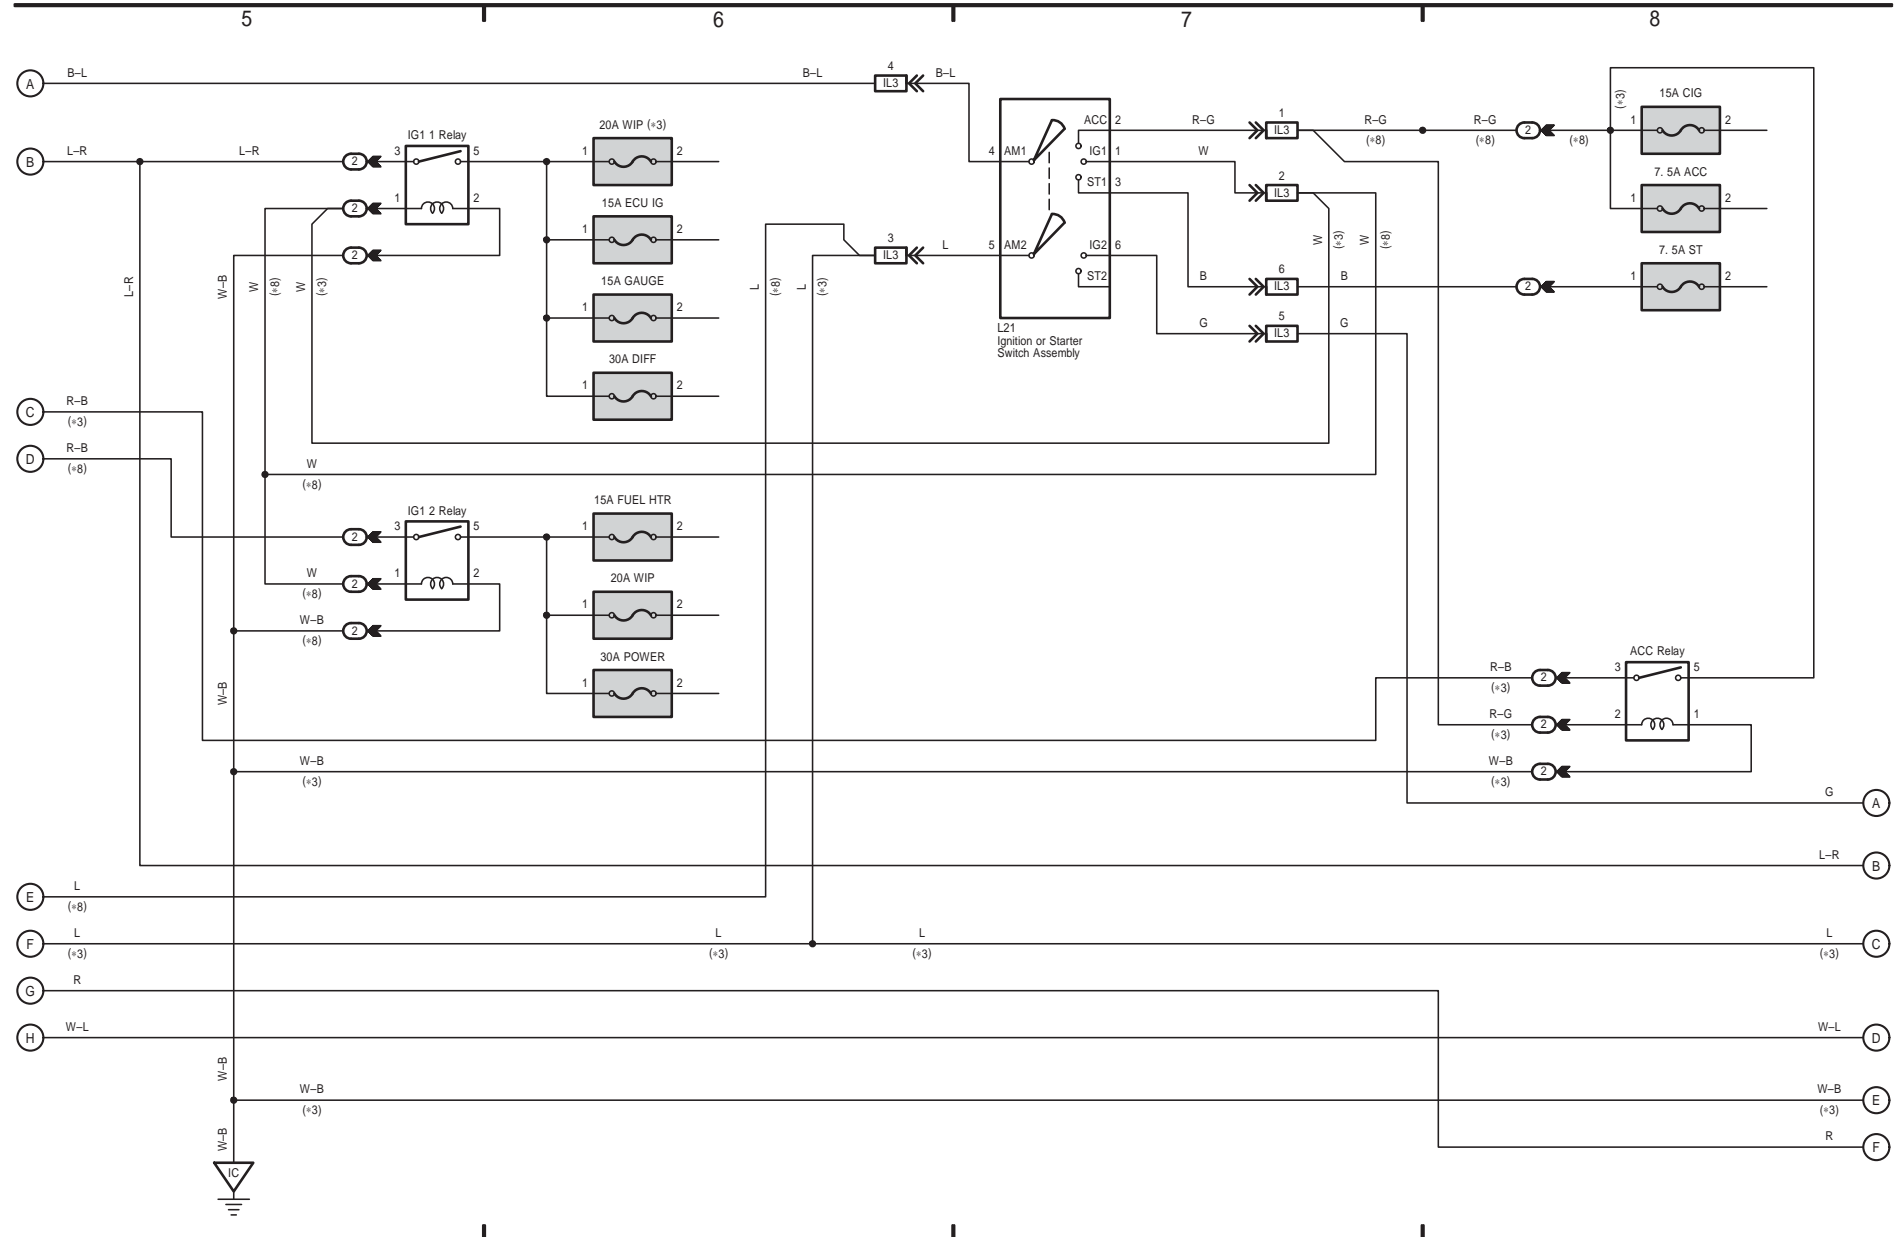 5 6 7 8
A B–L B–L 4 IL3 B–L
B L–R L–R 2 3 IG1 1 Relay 5
1 20A WIP (∗3) 2
2 1 2
2
1 15A ECU IG 2
1 15A GAUGE 2
1 30A DIFF 2
L–R W–B W (∗8) W (∗3)
L (∗8) L (∗3)
3 IL3 L 5 AM2
4 AM1
ACC 2 R–G 1 IL3 R–G (∗8) R–G (∗8) 2 (∗8) (∗3)
IG1 1 W 2 IL3
ST1 3
W (∗3) W (∗8)
IG2 6
ST2
B 6 IL3 B 2
G 5 IL3 G
L21
Ignition or Starter
Switch Assembly
15A CIG
1 2
7. 5A ACC
1 2
7. 5A ST
1 2
C R–B
(∗3)
D R–B
(∗8)
W
(∗8)
IG1 2 Relay
2 3 5
W
(∗8)
2 1 2
W–B
(∗8)
2
15A FUEL HTR
1 2
20A WIP
1 2
30A POWER
1 2
W–B
ACC Relay
R–B
(∗3)
2 3 5
R–G
(∗3)
2 2 1
W–B
(∗3)
W–B
(∗3)
2
G A
L–R B
E L
(∗8)
F L
(∗3)
L
(∗3)
L
(∗3)
L
(∗3)
C
G R
H W–L W–L D
W–B
W–B
(∗3)
W–B
(∗3)
E
W–B
R F
IC